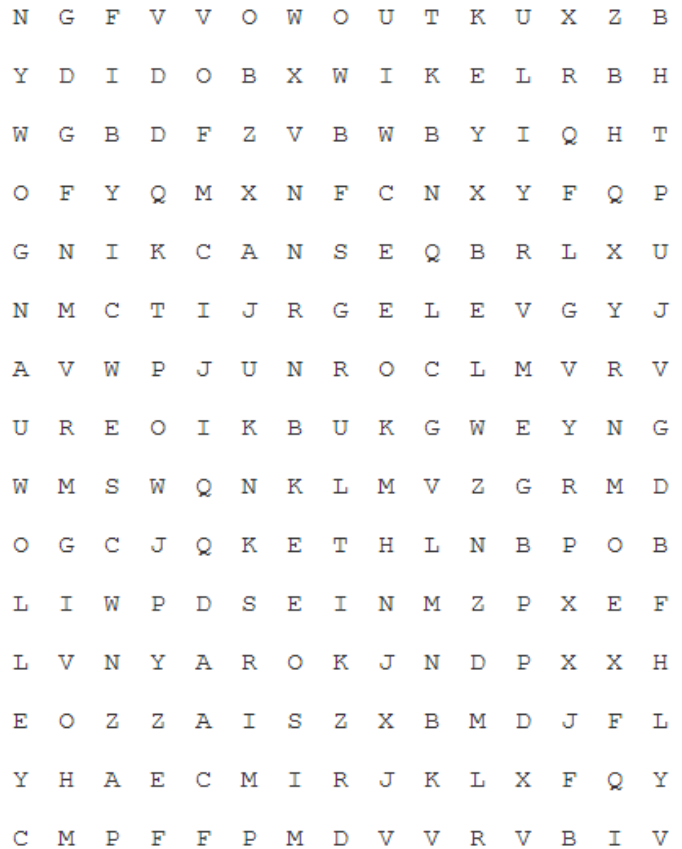 N G F V V O W O U T K U X Z B
Y D I D O B X W I K E L R B H
W G B D F Z V B W B Y I Q H T
O F Y Q M X N F C N X Y F Q P
G N I K C A N S E Q B R L X U
N M C T I J R G E L E V G Y J
A V W P J U N R O C L M V R V
U R E O I K B U K G W E Y N G
W M S W Q N K L M V Z G R M D
O G C J Q K E T H L N B P O B
L I W P D S E I N M Z P X E F
L V N Y A R O K J N D P X X H
E O Z Z A I S Z X B M D J F L
Y H A E C M I R J K L X F Q Y
C M P F F P M D V V R V B I V